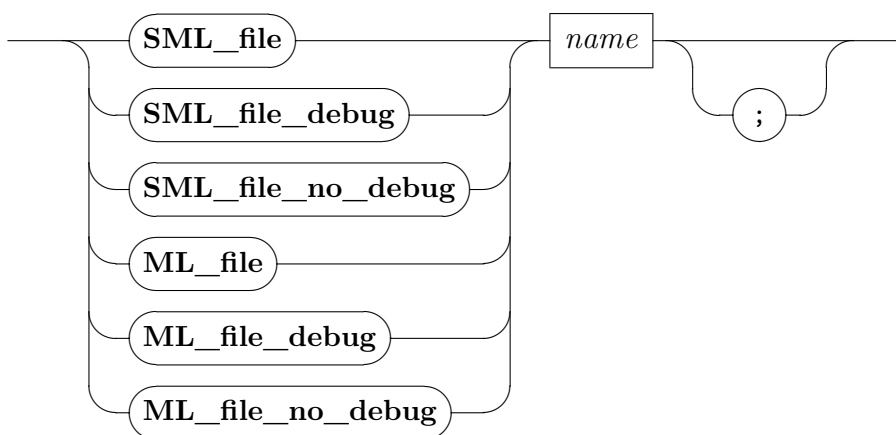 SML_file name
SML_file_debug ;
SML_file_no_debug
ML_file
ML_file_debug
ML_file_no_debug